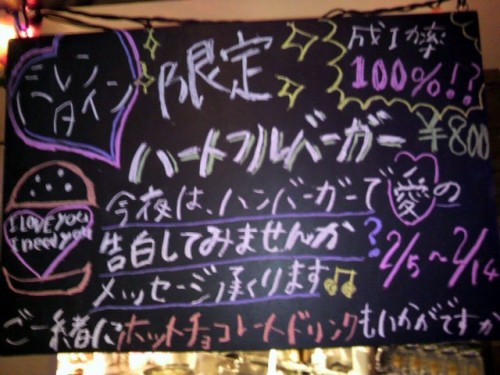 バレンタイン
限定
成功率
100%!?
ハートフルバーガー ¥800
I LOVE you
I need you
今夜は、ハンバーガーで愛の
告白してみませんか?
メッセージ承くります♫
2/5~2/14
ご一緒にホットチョコレートドリンクもいかがですか